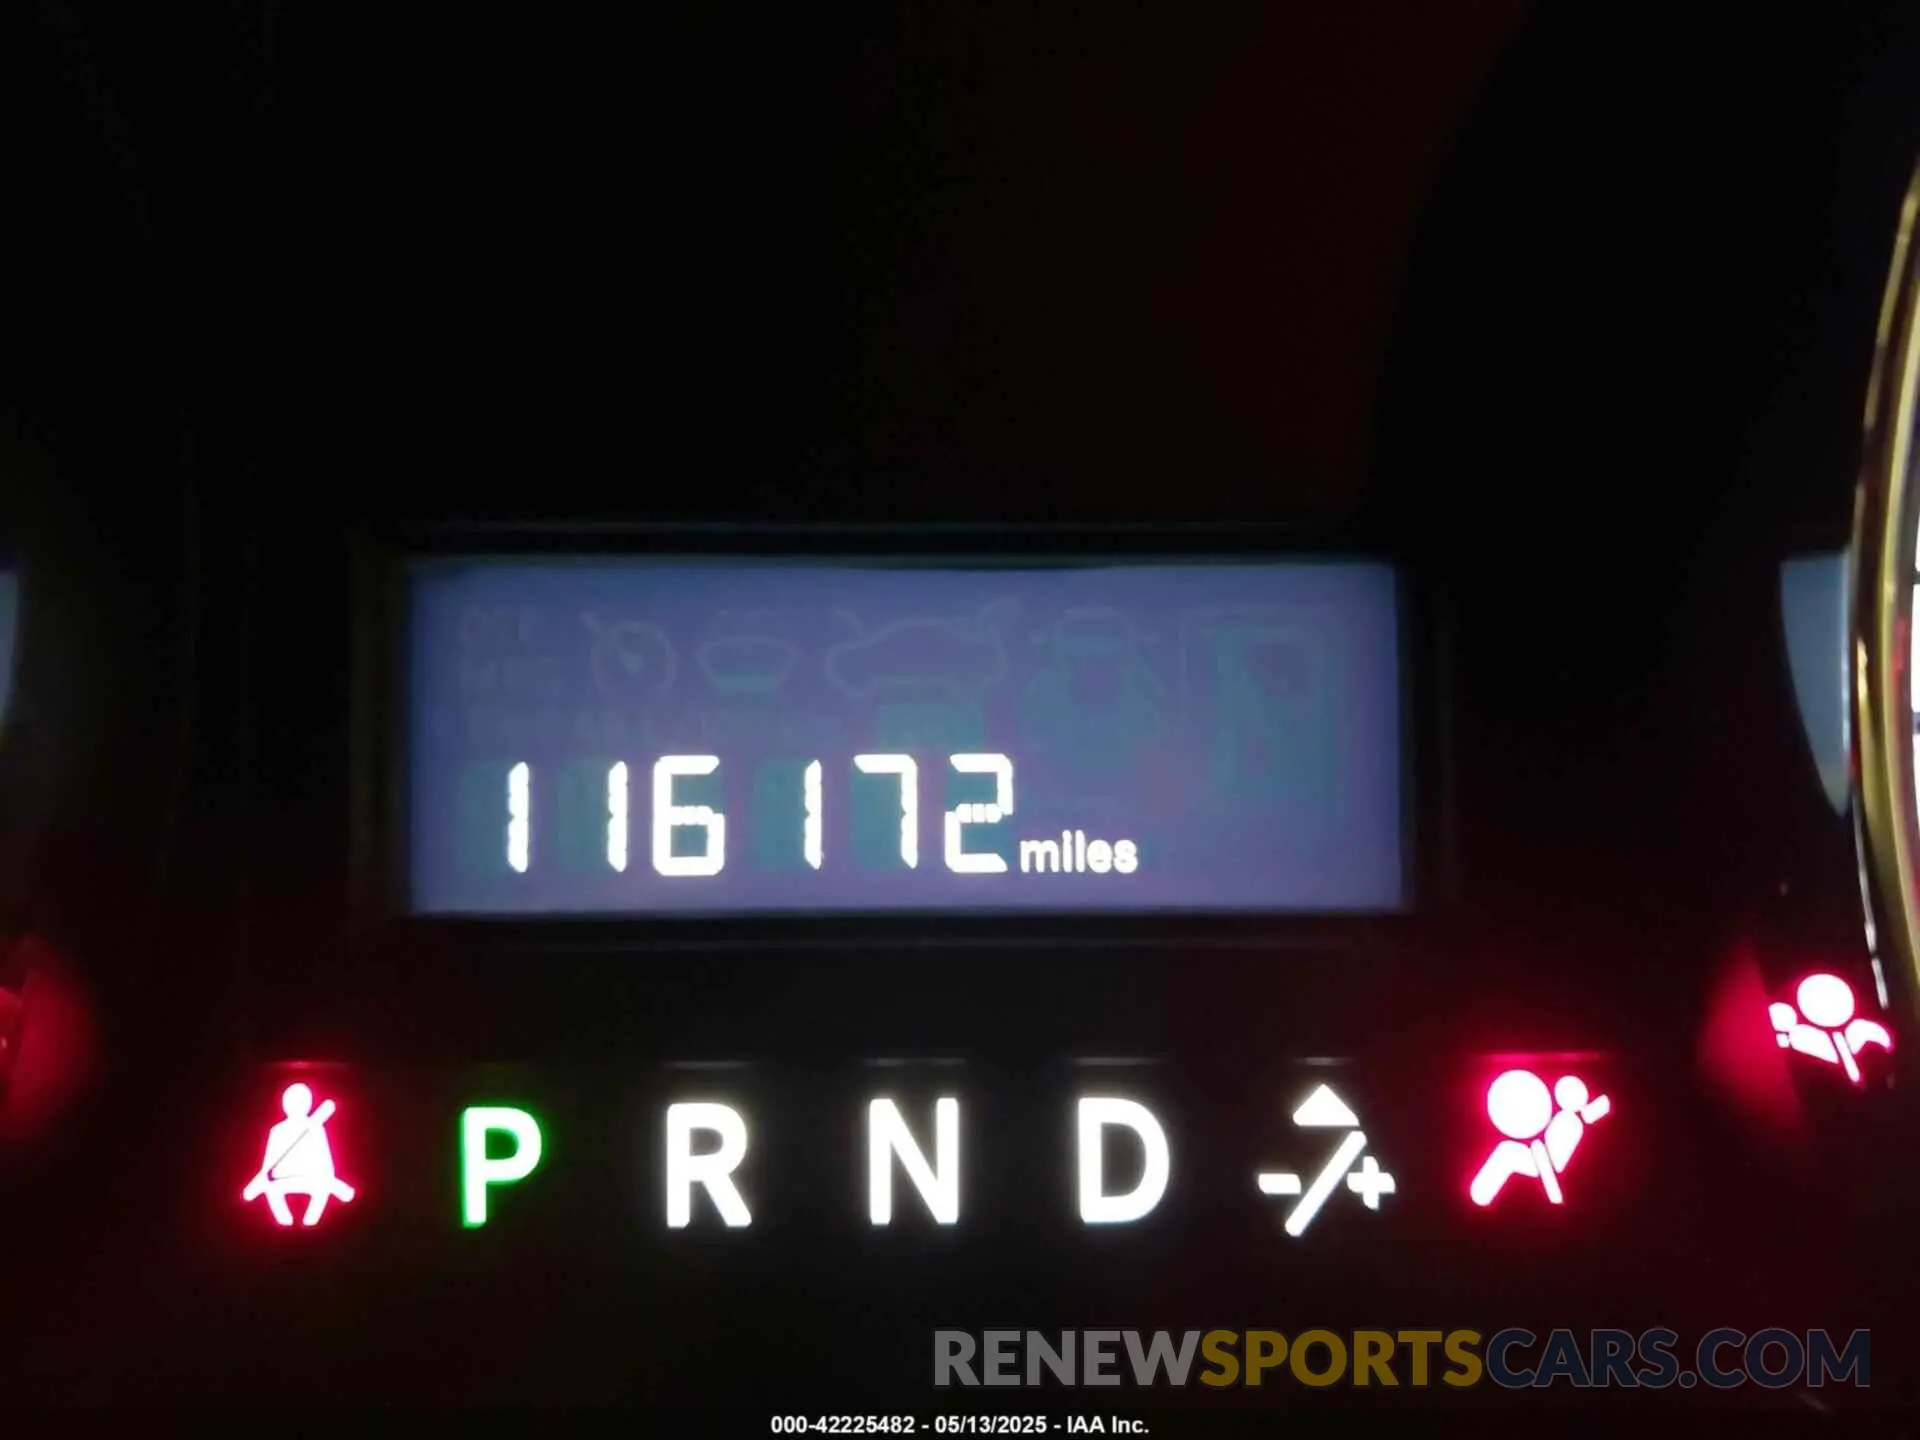 116172 miles
P R N D - +
RENEWSPORTSCARS.COM
000-42225482 - 05/13/2025 - IAA Inc.